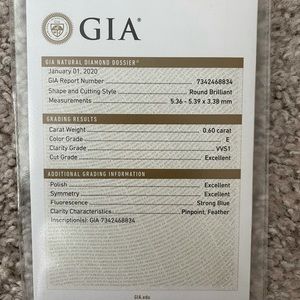 GIA®
GIA NATURAL DIAMOND DOSSIER®
January 01, 2020
GIA Report Number 7342468834
Shape and Cutting Style Round Brilliant
Measurements 5.36 - 5.39 x 3.38 mm
GRADING RESULTS
Carat Weight 0.60 carat
Color Grade E
Clarity Grade VVS1
Cut Grade Excellent
ADDITIONAL GRADING INFORMATION
Polish Excellent
Symmetry Excellent
Fluorescence Strong Blue
Clarity Characteristics Pinpoint, Feather
Inscription(s): GIA 7342468834
GIA.edu